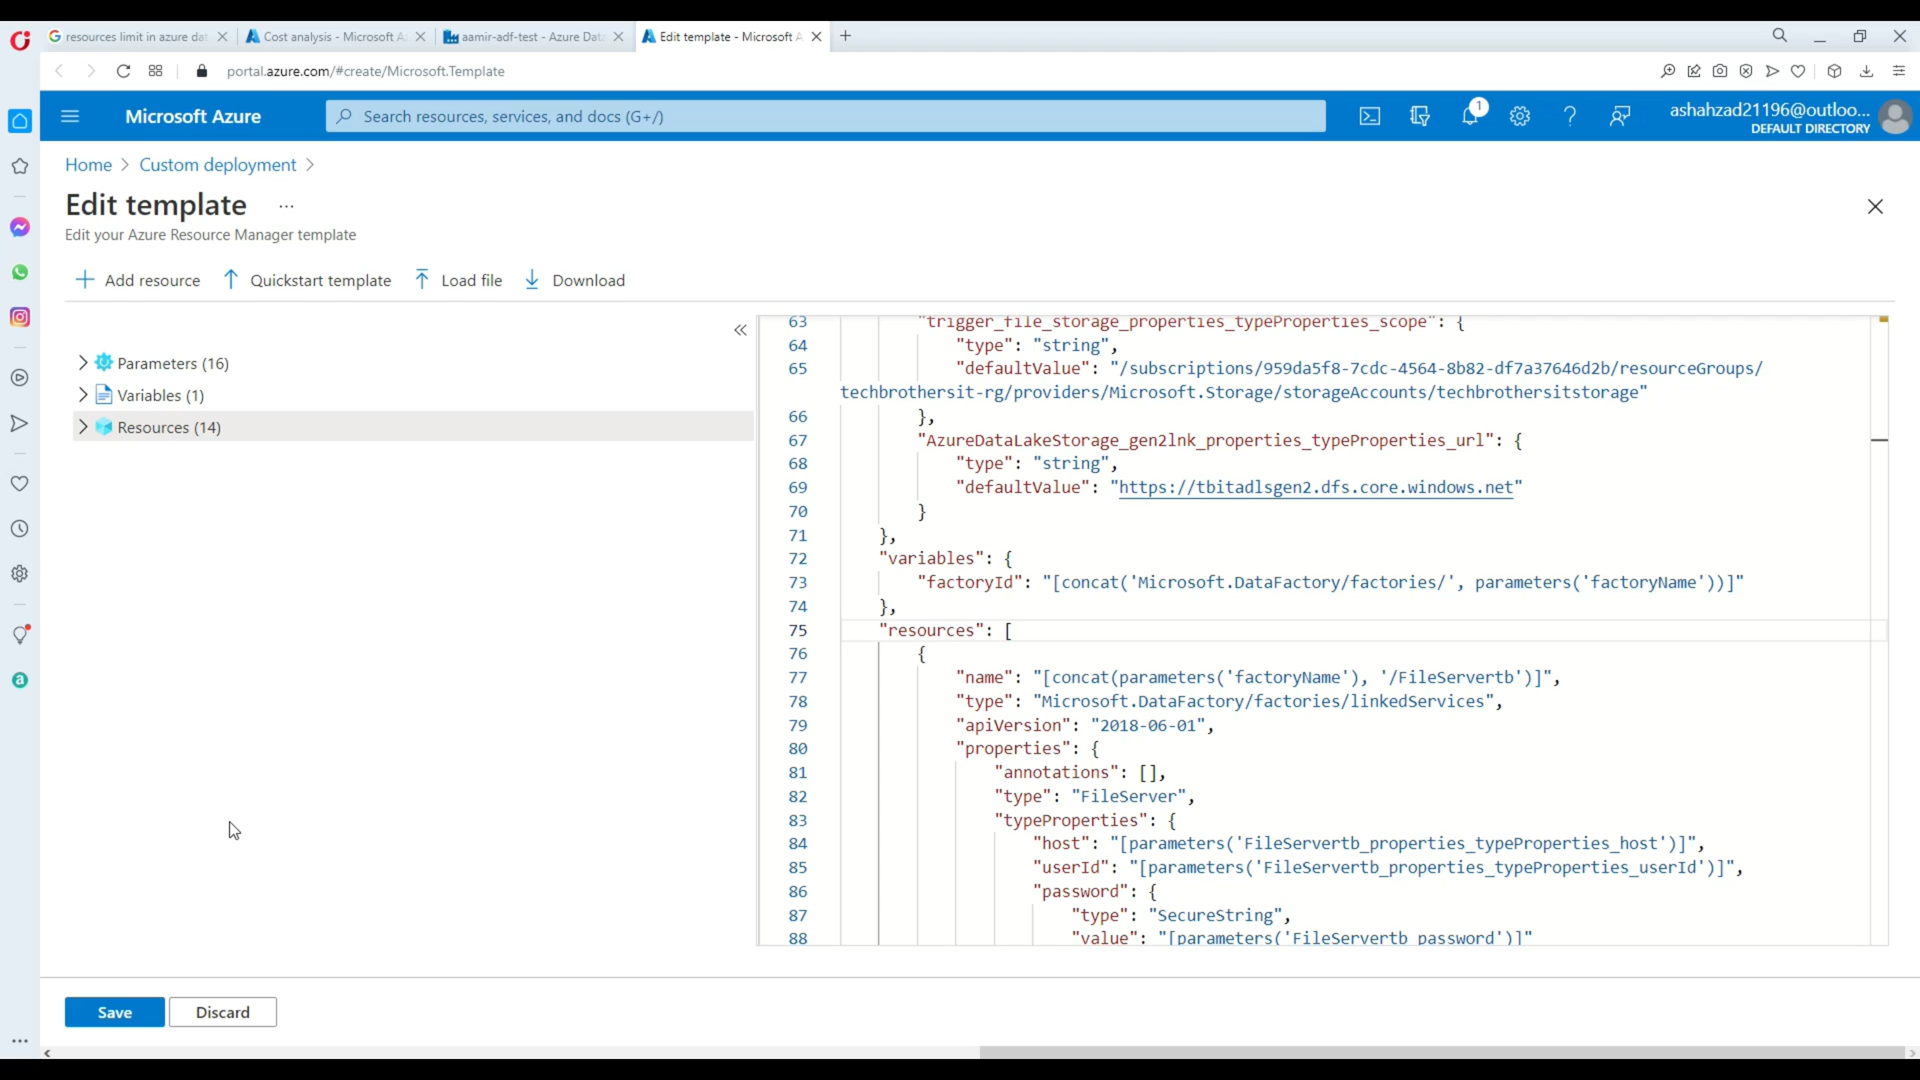 resources limit in azure dat
Cost analysis - Microsoft A
aamir-adf-test - Azure Data
Edit template - Microsoft A
portal.azure.com/#create/Microsoft.Template
Microsoft Azure
Search resources, services, and docs (G+/)
1
ashahzad21196@outloo...
DEFAULT DIRECTORY
Home > Custom deployment >
Edit template ...
Edit your Azure Resource Manager template
Add resource
Quickstart template
Load file
Download
Parameters (16)
Variables (1)
Resources (14)
63 "trigger_file_storage_properties_typeProperties_scope": {
64 "type": "string",
65 "defaultValue": "/subscriptions/959da5f8-7cdc-4564-8b82-df7a37646d2b/resourceGroups/
techbrothersit-rg/providers/Microsoft.Storage/storageAccounts/techbrothersitstorage"
66 },
67 "AzureDataLakeStorage_gen2lnk_properties_typeProperties_url": {
68 "type": "string",
69 "defaultValue": "https://tbitadlsgen2.dfs.core.windows.net"
70 }
71 },
72 "variables": {
73 "factoryId": "[concat('Microsoft.DataFactory/factories/', parameters('factoryName'))]"
74 },
75 "resources": [
76 {
77 "name": "[concat(parameters('factoryName'), '/FileServertb')]",
78 "type": "Microsoft.DataFactory/factories/linkedServices",
79 "apiVersion": "2018-06-01",
80 "properties": {
81 "annotations": [],
82 "type": "FileServer",
83 "typeProperties": {
84 "host": "[parameters('FileServertb_properties_typeProperties_host')]",
85 "userId": "[parameters('FileServertb_properties_typeProperties_userId')]",
86 "password": {
87 "type": "SecureString",
88 "value": "[parameters('FileServertb_password')]"
Save
Discard